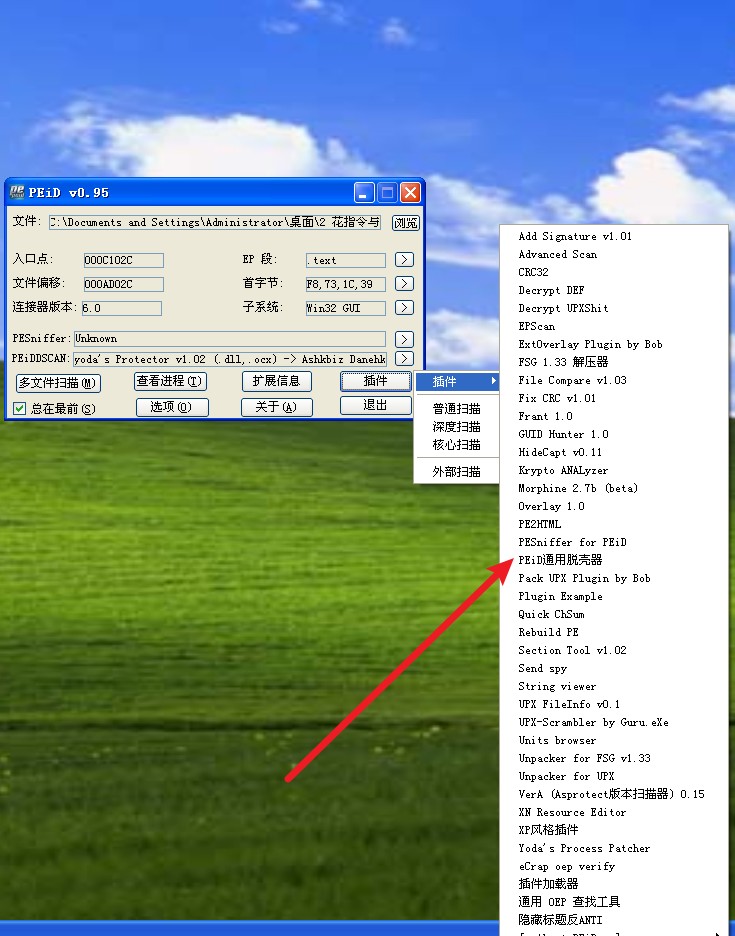 PEiD v0.95
文件: C:\Documents and Settings\Administrator\桌面\2 花指令与 浏览
入口点: 000C102C EP 段: .text >
文件偏移: 000AD02C 首字节: F8,73,1C,39 >
连接器版本: 6.0 子系统: Win32 GUI >
PESniffer: Unknown >
PEiDDSCAN: yoda's Protector v1.02 (.dll,.ocx) -> Ashkbiz Danehk >
多文件扫描(M) 查看进程(T) 扩展信息 插件
总在最前(S) 选项(O) 关于(A) 退出
插件
普通扫描
深度扫描
核心扫描
外部扫描
Add Signature v1.01
Advanced Scan
CRC32
Decrypt DEF
Decrypt UPXShit
EPScan
ExtOverlay Plugin by Bob
FSG 1.33 解压器
File Compare v1.03
Fix CRC v1.01
Frant 1.0
GUID Hunter 1.0
HideCapt v0.11
Krypto ANALyzer
Morphine 2.7b (beta)
Overlay 1.0
PE2HTML
PESniffer for PEiD
PEiD通用脱壳器
Pack UPX Plugin by Bob
Plugin Example
Quick ChSum
Rebuild PE
Section Tool v1.02
Send spy
String viewer
UPX FileInfo v0.1
UPX-Scrambler by Guru.eXe
Units browser
Unpacker for FSG v1.33
Unpacker for UPX
VerA (Asprotect版本扫描器) 0.15
XN Resource Editor
XP风格插件
Yoda's Process Patcher
eCrap oep verify
插件加载器
通用 OEP 查找工具
隐藏标题反ANTI